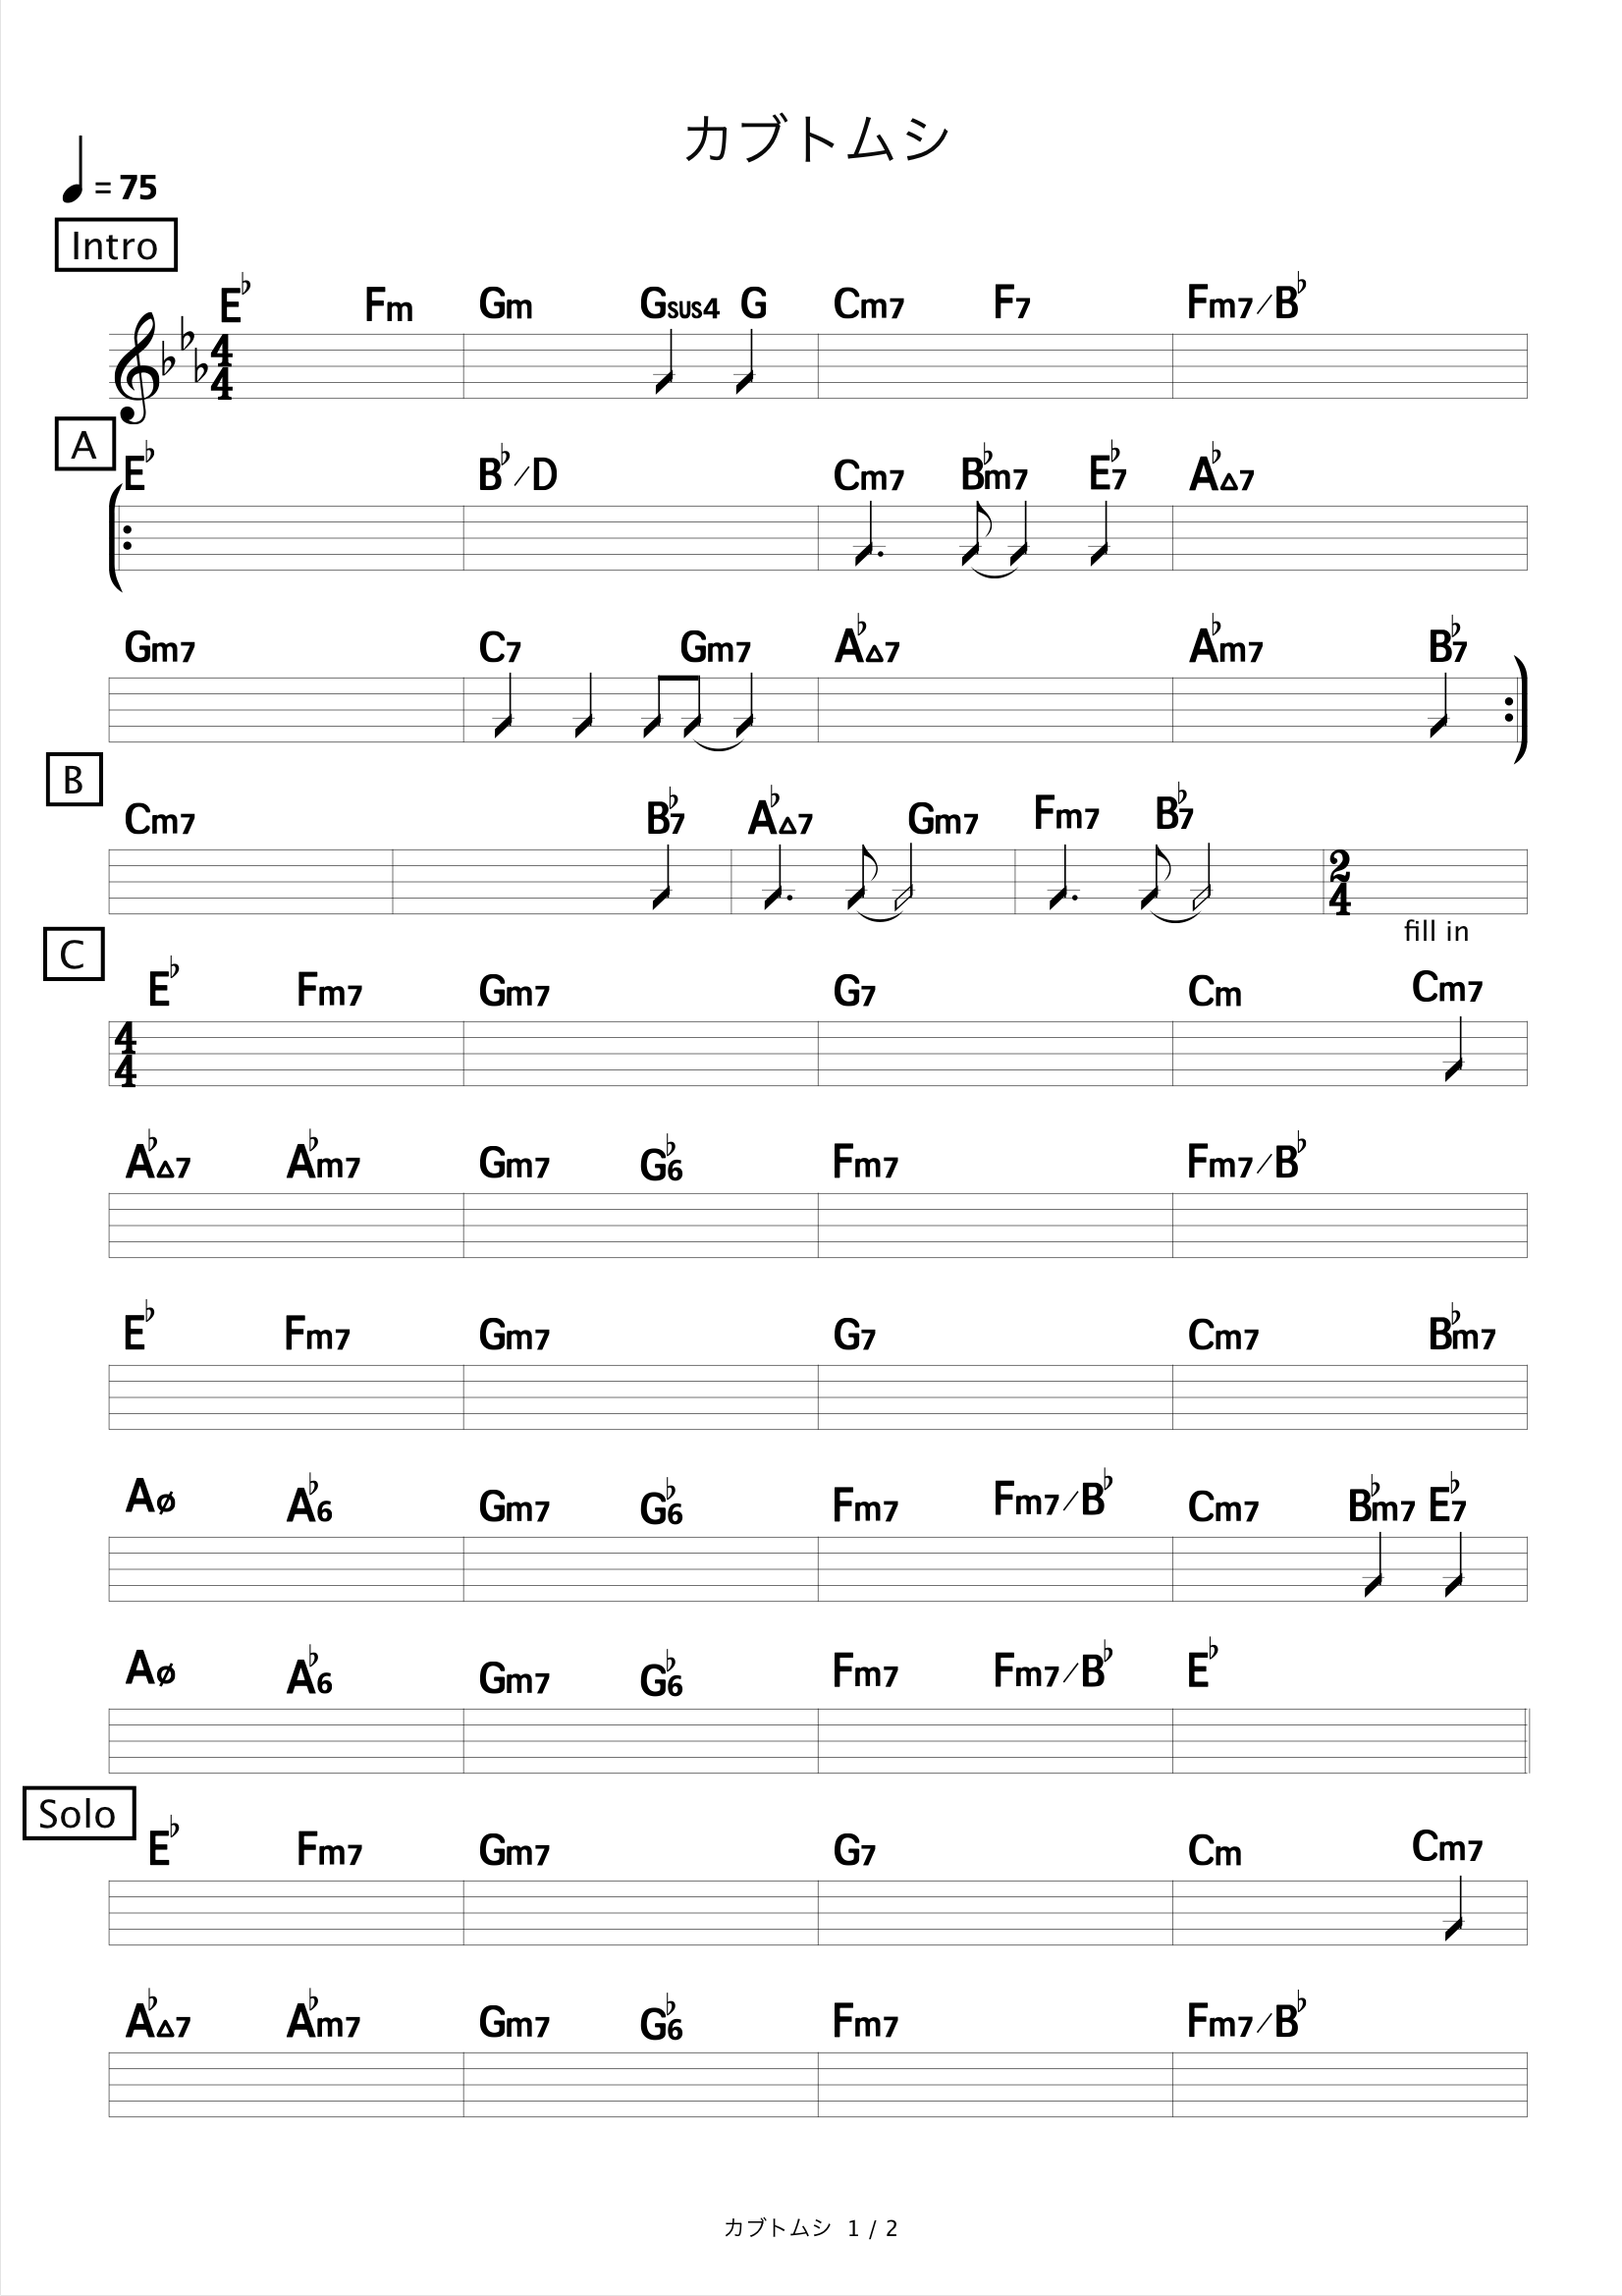 カブトムシ
= 75
Intro
E♭ Fm Gm Gsus4 G Cm7 F7 Fm7/B♭
4
4
A
E♭ B♭/D Cm7 B♭m7 E♭7 A♭△7
Gm7 C7 Gm7 A♭△7 A♭m7 B♭7
B
Cm7 B♭7 A♭△7 Gm7 Fm7 B♭7
2
4
fill in
C
E♭ Fm7 Gm7 G7 Cm Cm7
4
4
A♭△7 A♭m7 Gm7 G♭6 Fm7 Fm7/B♭
E♭ Fm7 Gm7 G7 Cm7 B♭m7
Aø A♭6 Gm7 G♭6 Fm7 Fm7/B♭ Cm7 B♭m7 E♭7
Aø A♭6 Gm7 G♭6 Fm7 Fm7/B♭ E♭
Solo
E♭ Fm7 Gm7 G7 Cm Cm7
A♭△7 A♭m7 Gm7 G♭6 Fm7 Fm7/B♭
カブトムシ 1 / 2